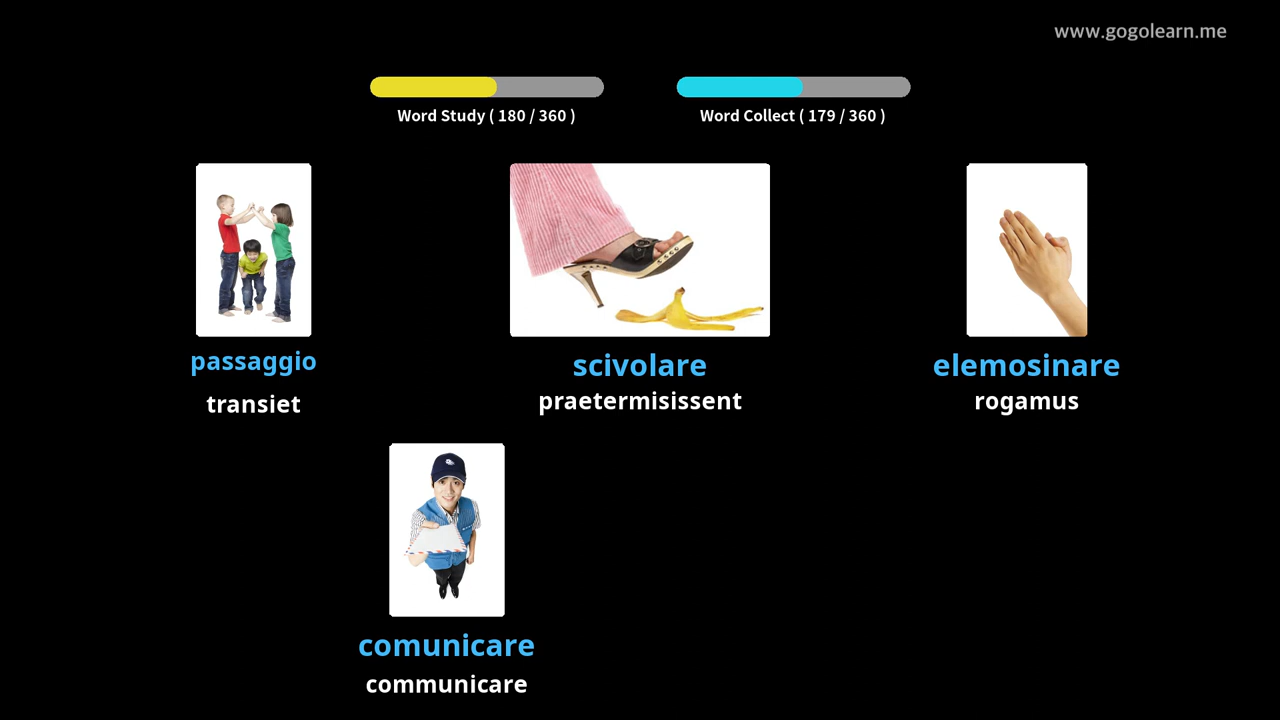 www.gogolearn.me
Word Study ( 180 / 360 )
Word Collect ( 179 / 360 )
passaggio
transiet
scivolare
praetermisissent
elemosinare
rogamus
comunicare
communicare